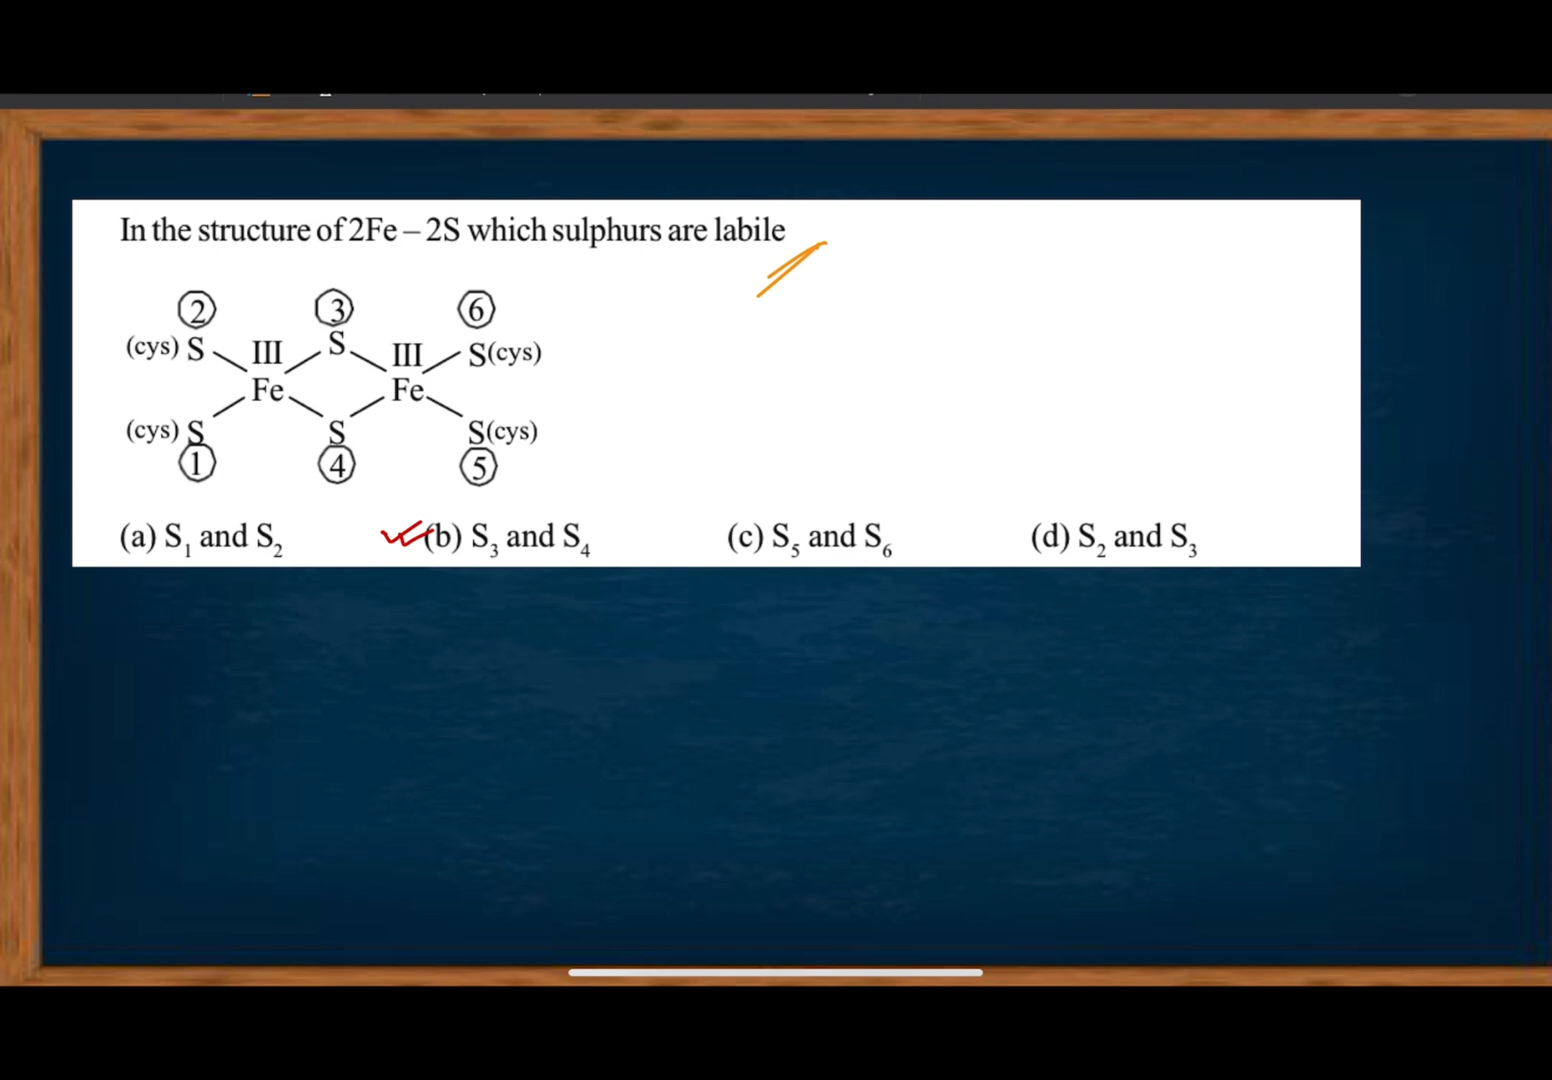 In the structure of 2Fe – 2S which sulphurs are labile
② ③ ⑥
(cys) S III S III S(cys)
Fe Fe
(cys) S S S(cys)
① ④ ⑤
(a) S₁ and S₂ (b) S₃ and S₄ (c) S₅ and S₆ (d) S₂ and S₃